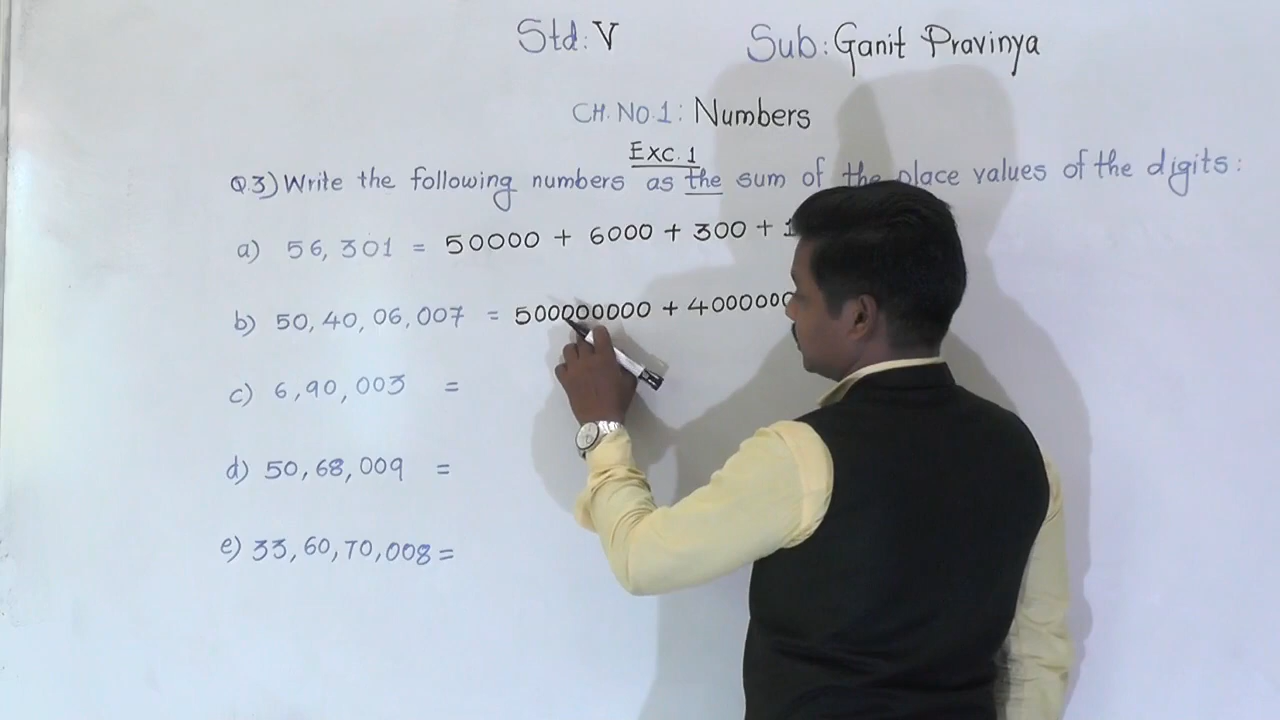 Std: V Sub: Ganit Pravinya
CH. NO. 1: Numbers
Exc. 1
Q.3) Write the following numbers as the sum of the place values of the digits:
a) 56,301 = 50000 + 6000 + 300 + 1
b) 50,40,06,007 = 500000000 + 4000000
c) 6,90,003 =
d) 50,68,009 =
e) 33,60,70,008 =